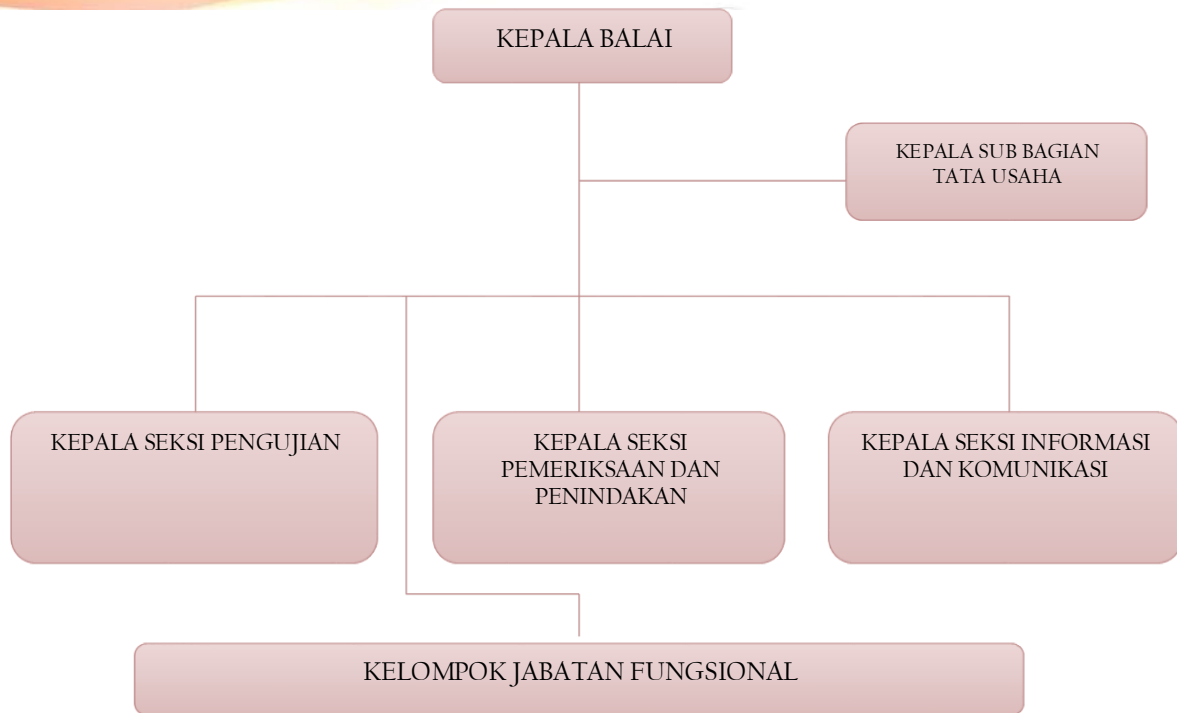 KEPALA BALAI
KEPALA SUB BAGIAN
TATA USAHA
KEPALA SEKSI PENGUJIAN
KEPALA SEKSI
PEMERIKSAAN DAN
PENINDAKAN
KEPALA SEKSI INFORMASI
DAN KOMUNIKASI
KELOMPOK JABATAN FUNGSIONAL